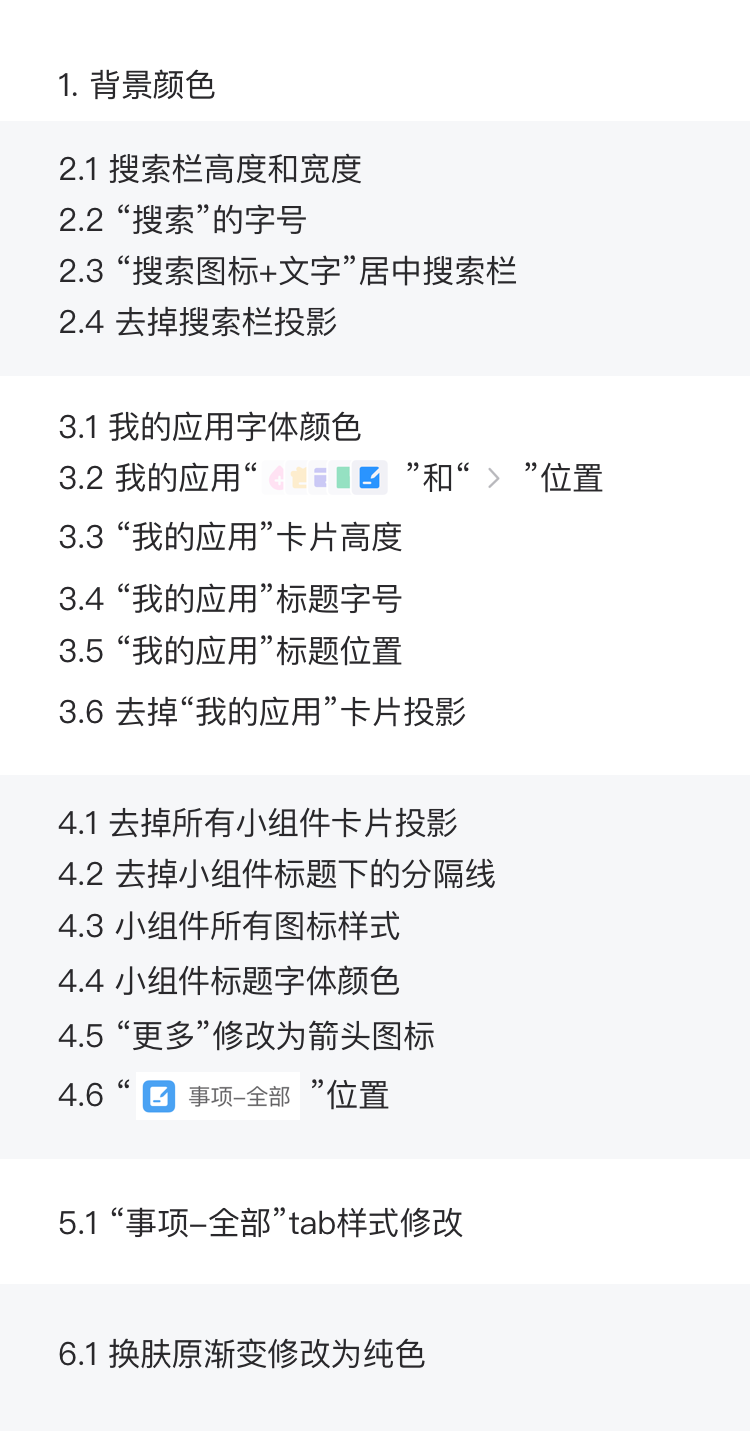 1. 背景颜色
2.1 搜索栏高度和宽度
2.2 “搜索”的字号
2.3 “搜索图标+文字”居中搜索栏
2.4 去掉搜索栏投影
3.1 我的应用字体颜色
3.2 我的应用“ ”和“ > ”位置
3.3 “我的应用”卡片高度
3.4 “我的应用”标题字号
3.5 “我的应用”标题位置
3.6 去掉“我的应用”卡片投影
4.1 去掉所有小组件卡片投影
4.2 去掉小组件标题下的分隔线
4.3 小组件所有图标样式
4.4 小组件标题字体颜色
4.5 “更多”修改为箭头图标
4.6 “ 事项–全部 ”位置
5.1 “事项–全部”tab样式修改
6.1 换肤原渐变修改为纯色